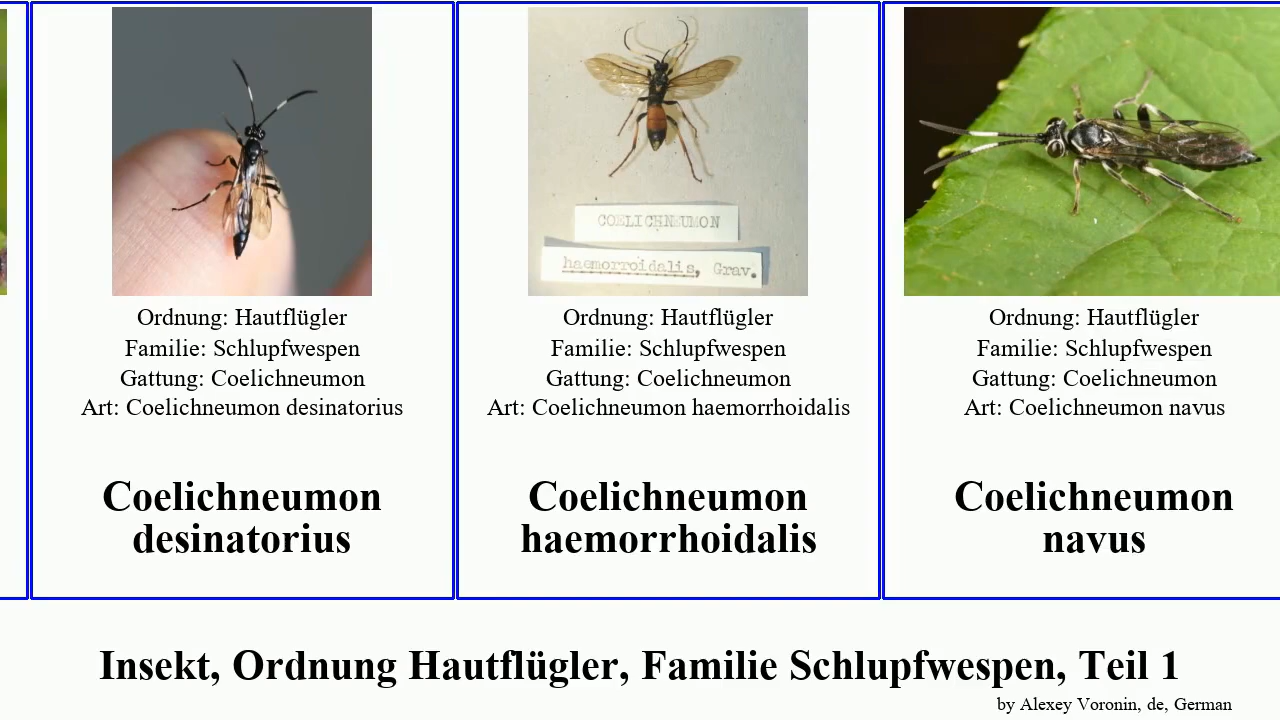 COELICHNEUMON
haemorroidalis, Grav.
Ordnung: Hautflügler
Familie: Schlupfwespen
Gattung: Coelichneumon
Art: Coelichneumon desinatorius
Coelichneumon
desinatorius
Ordnung: Hautflügler
Familie: Schlupfwespen
Gattung: Coelichneumon
Art: Coelichneumon haemorrhoidalis
Coelichneumon
haemorrhoidalis
Ordnung: Hautflügler
Familie: Schlupfwespen
Gattung: Coelichneumon
Art: Coelichneumon navus
Coelichneumon
navus
Insekt, Ordnung Hautflügler, Familie Schlupfwespen, Teil 1
by Alexey Voronin, de, German